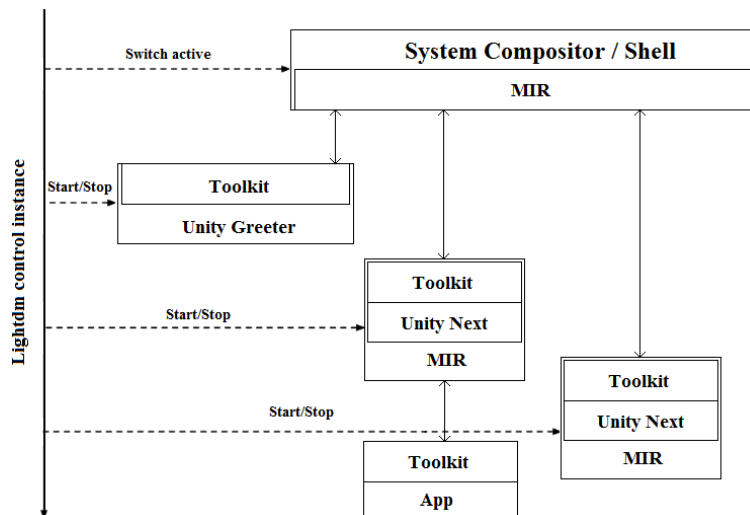 System Compositor / Shell
Switch active
MIR
Toolkit
Start/Stop
Unity Greeter
Lightdm control instance
Toolkit
Start/Stop
Unity Next
MIR
Toolkit
Start/Stop
Unity Next
Toolkit
MIR
App